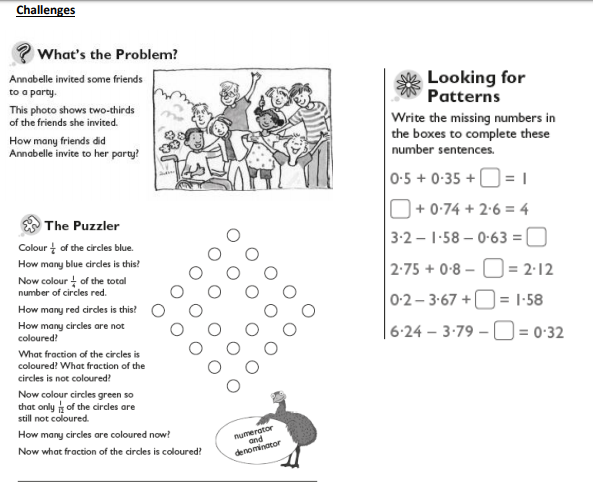 Challenges
? What's the Problem?
Annabelle invited some friends
to a party.
This photo shows two-thirds
of the friends she invited.
How many friends did
Annabelle invite to her party?
The Puzzler
Colour of the circles blue.
How many blue circles is this?
Now colour of the total
number of circles red.
How many red circles is this?
How many circles are not
coloured?
What fraction of the circles is
coloured? What fraction of the
circles is not coloured?
Now colour circles green so
that only 1/12 of the circles are
still not coloured.
How many circles are coloured now?
Now what fraction of the circles is coloured?
numerator
and
denominator
Looking for
Patterns
Write the missing numbers in
the boxes to complete these
number sentences.
0·5 + 0·35 + □ = 1
□ + 0·74 + 2·6 = 4
3·2 – 1·58 – 0·63 = □
2·75 + 0·8 – □ = 2·12
0·2 – 3·67 + □ = 1·58
6·24 – 3·79 – □ = 0·32